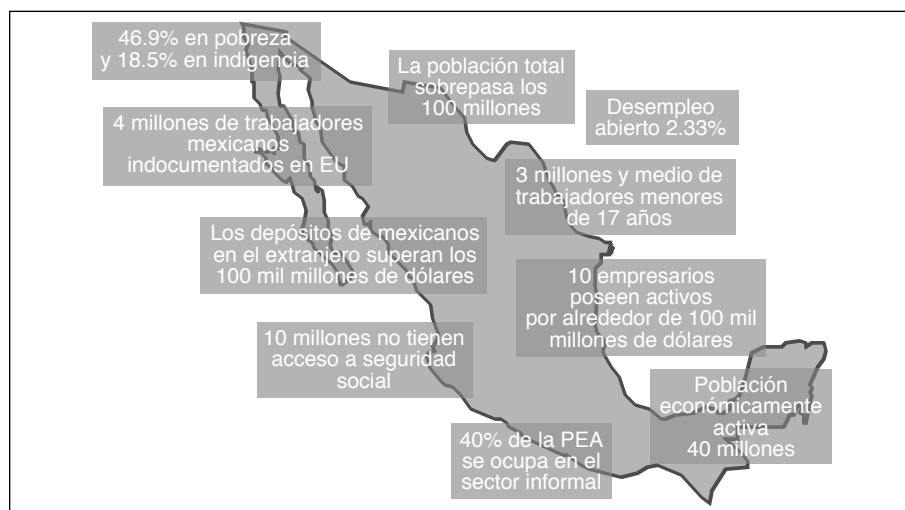 46.9% en pobreza
y 18.5% en indigencia
La población total
sobrepasa los
100 millones
Desempleo
abierto 2.33%
4 millones de trabajadores
mexicanos
indocumentados en EU
3 millones y medio de
trabajadores menores
de 17 años
Los depósitos de mexicanos
en el extranjero superan los
100 mil millones de dólares
10 empresarios
poseen activos
por alrededor de 100 mil
millones de dólares
10 millones no tienen
acceso a seguridad
social
Población
económicamente
activa
40 millones
40% de la PEA
se ocupa en el
sector informal